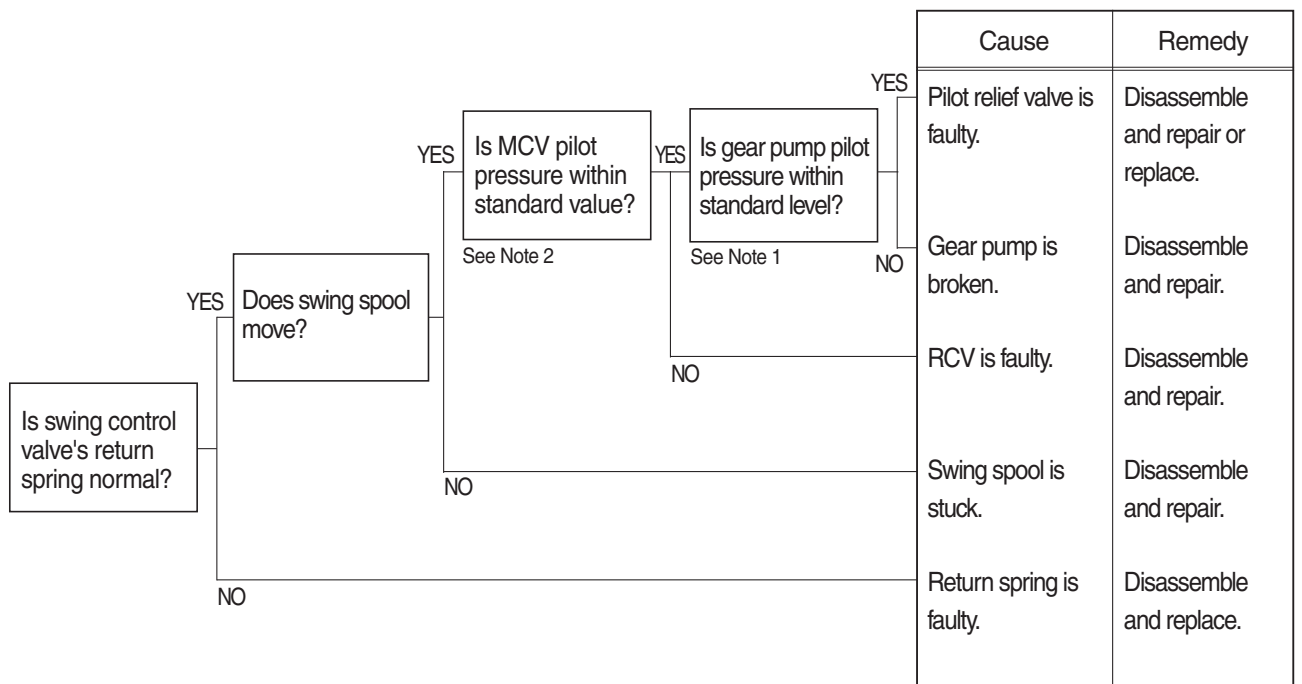 Cause
Remedy
YES
Pilot relief valve is
faulty.
Disassemble
and repair or
replace.
YES
Is MCV pilot
pressure within
standard value?
See Note 2
YES
Is gear pump pilot
pressure within
standard level?
See Note 1
NO
Gear pump is
broken.
Disassemble
and repair.
YES
Does swing spool
move?
NO
RCV is faulty.
Disassemble
and repair.
Is swing control
valve's return
spring normal?
NO
Swing spool is
stuck.
Disassemble
and repair.
NO
Return spring is
faulty.
Disassemble
and replace.